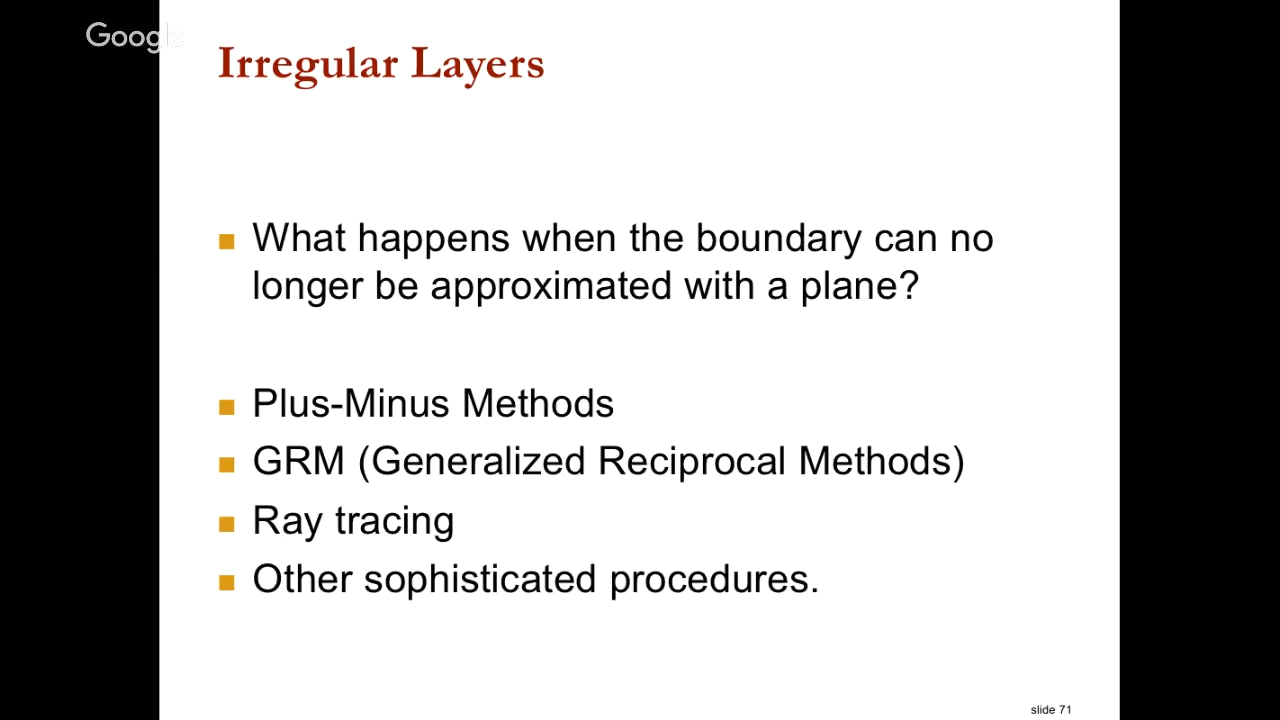 Google
Irregular Layers
What happens when the boundary can no
longer be approximated with a plane?
Plus-Minus Methods
GRM (Generalized Reciprocal Methods)
Ray tracing
Other sophisticated procedures.
slide 71